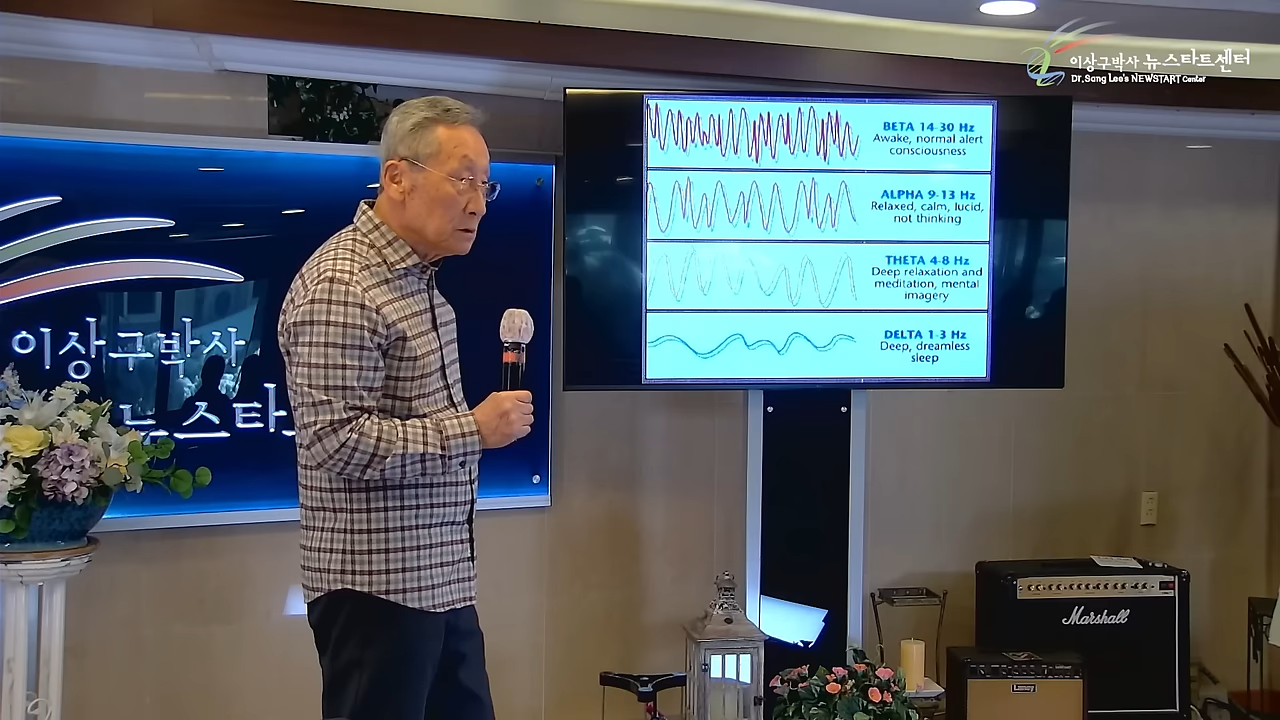 이상구박사 뉴스타트센터
Dr. Sang Lee's NEWSTART Center
BETA 14-30 Hz
Awake, normal alert
consciousness
ALPHA 9-13 Hz
Relaxed, calm, lucid,
not thinking
THETA 4-8 Hz
Deep relaxation and
meditation, mental
imagery
DELTA 1-3 Hz
Deep, dreamless
sleep
이상구박사
뉴스타
Marshall
Laney